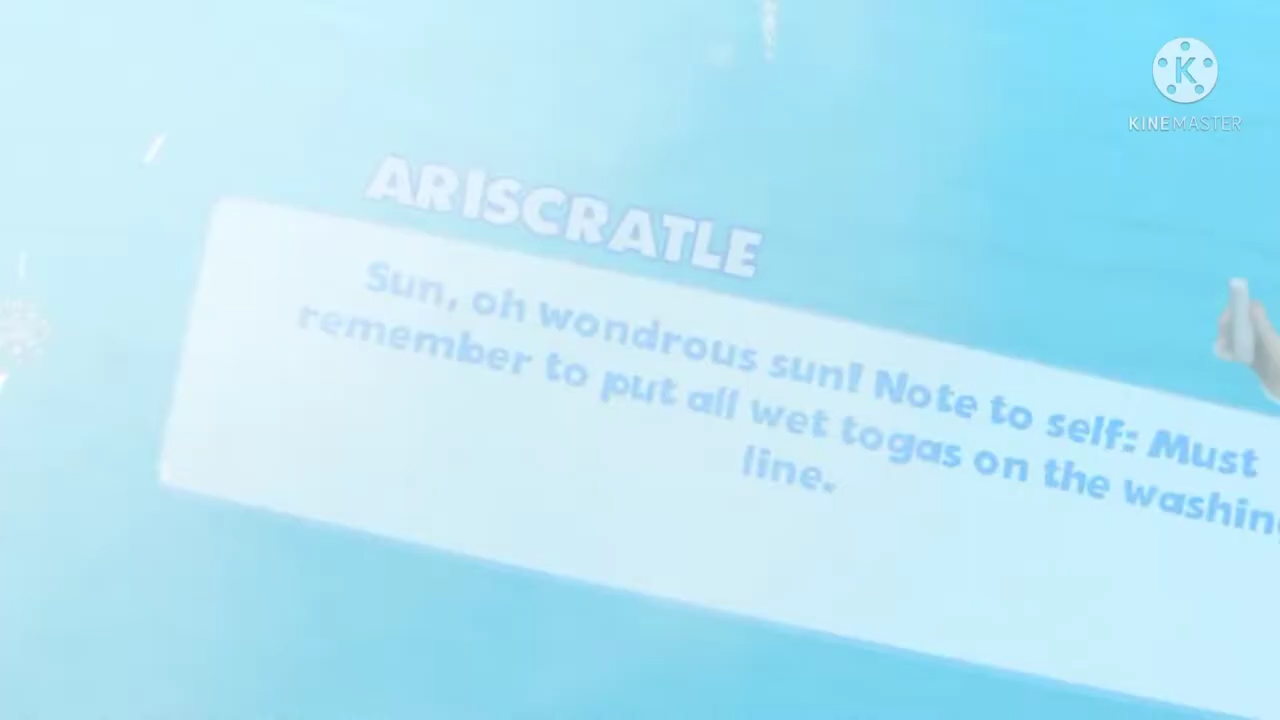 K
KINEMASTER
ARISCRATLE
Sun, oh wondrous sun! Note to self: Must
remember to put all wet togas on the washing
line.